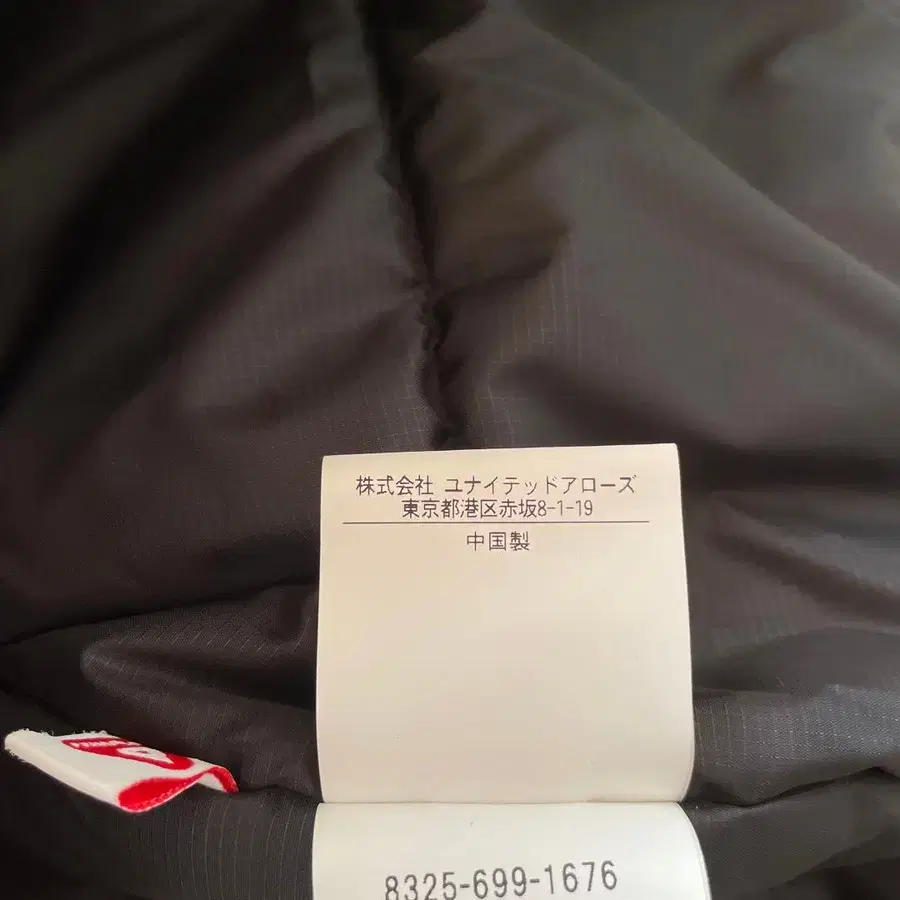 株式会社 ユナイテッドアローズ
東京都港区赤坂8-1-19
中国製
8325-699-1676